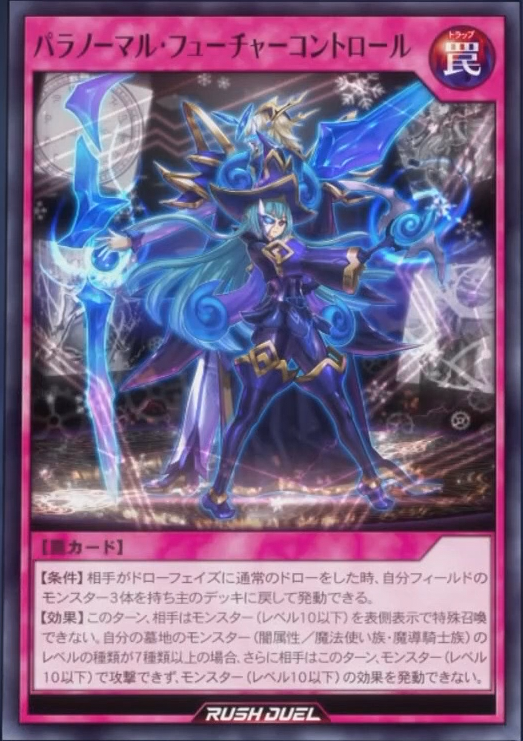 パラノーマル・フューチャーコントロール
トラップ
罠
【罠カード】
【条件】相手がドローフェイズに通常のドローをした時、自分フィールドの
モンスター3体を持ち主のデッキに戻して発動できる。
【効果】このターン、相手はモンスター(レベル10以下)を表側表示で特殊召喚
できない。自分の墓地のモンスター(闇属性/魔法使い族・魔導騎士族)の
レベルの種類が7種類以上の場合、さらに相手はこのターン、モンスター(レベル
10以下)で攻撃できず、モンスター(レベル10以下)の効果を発動できない。
RUSH DUEL